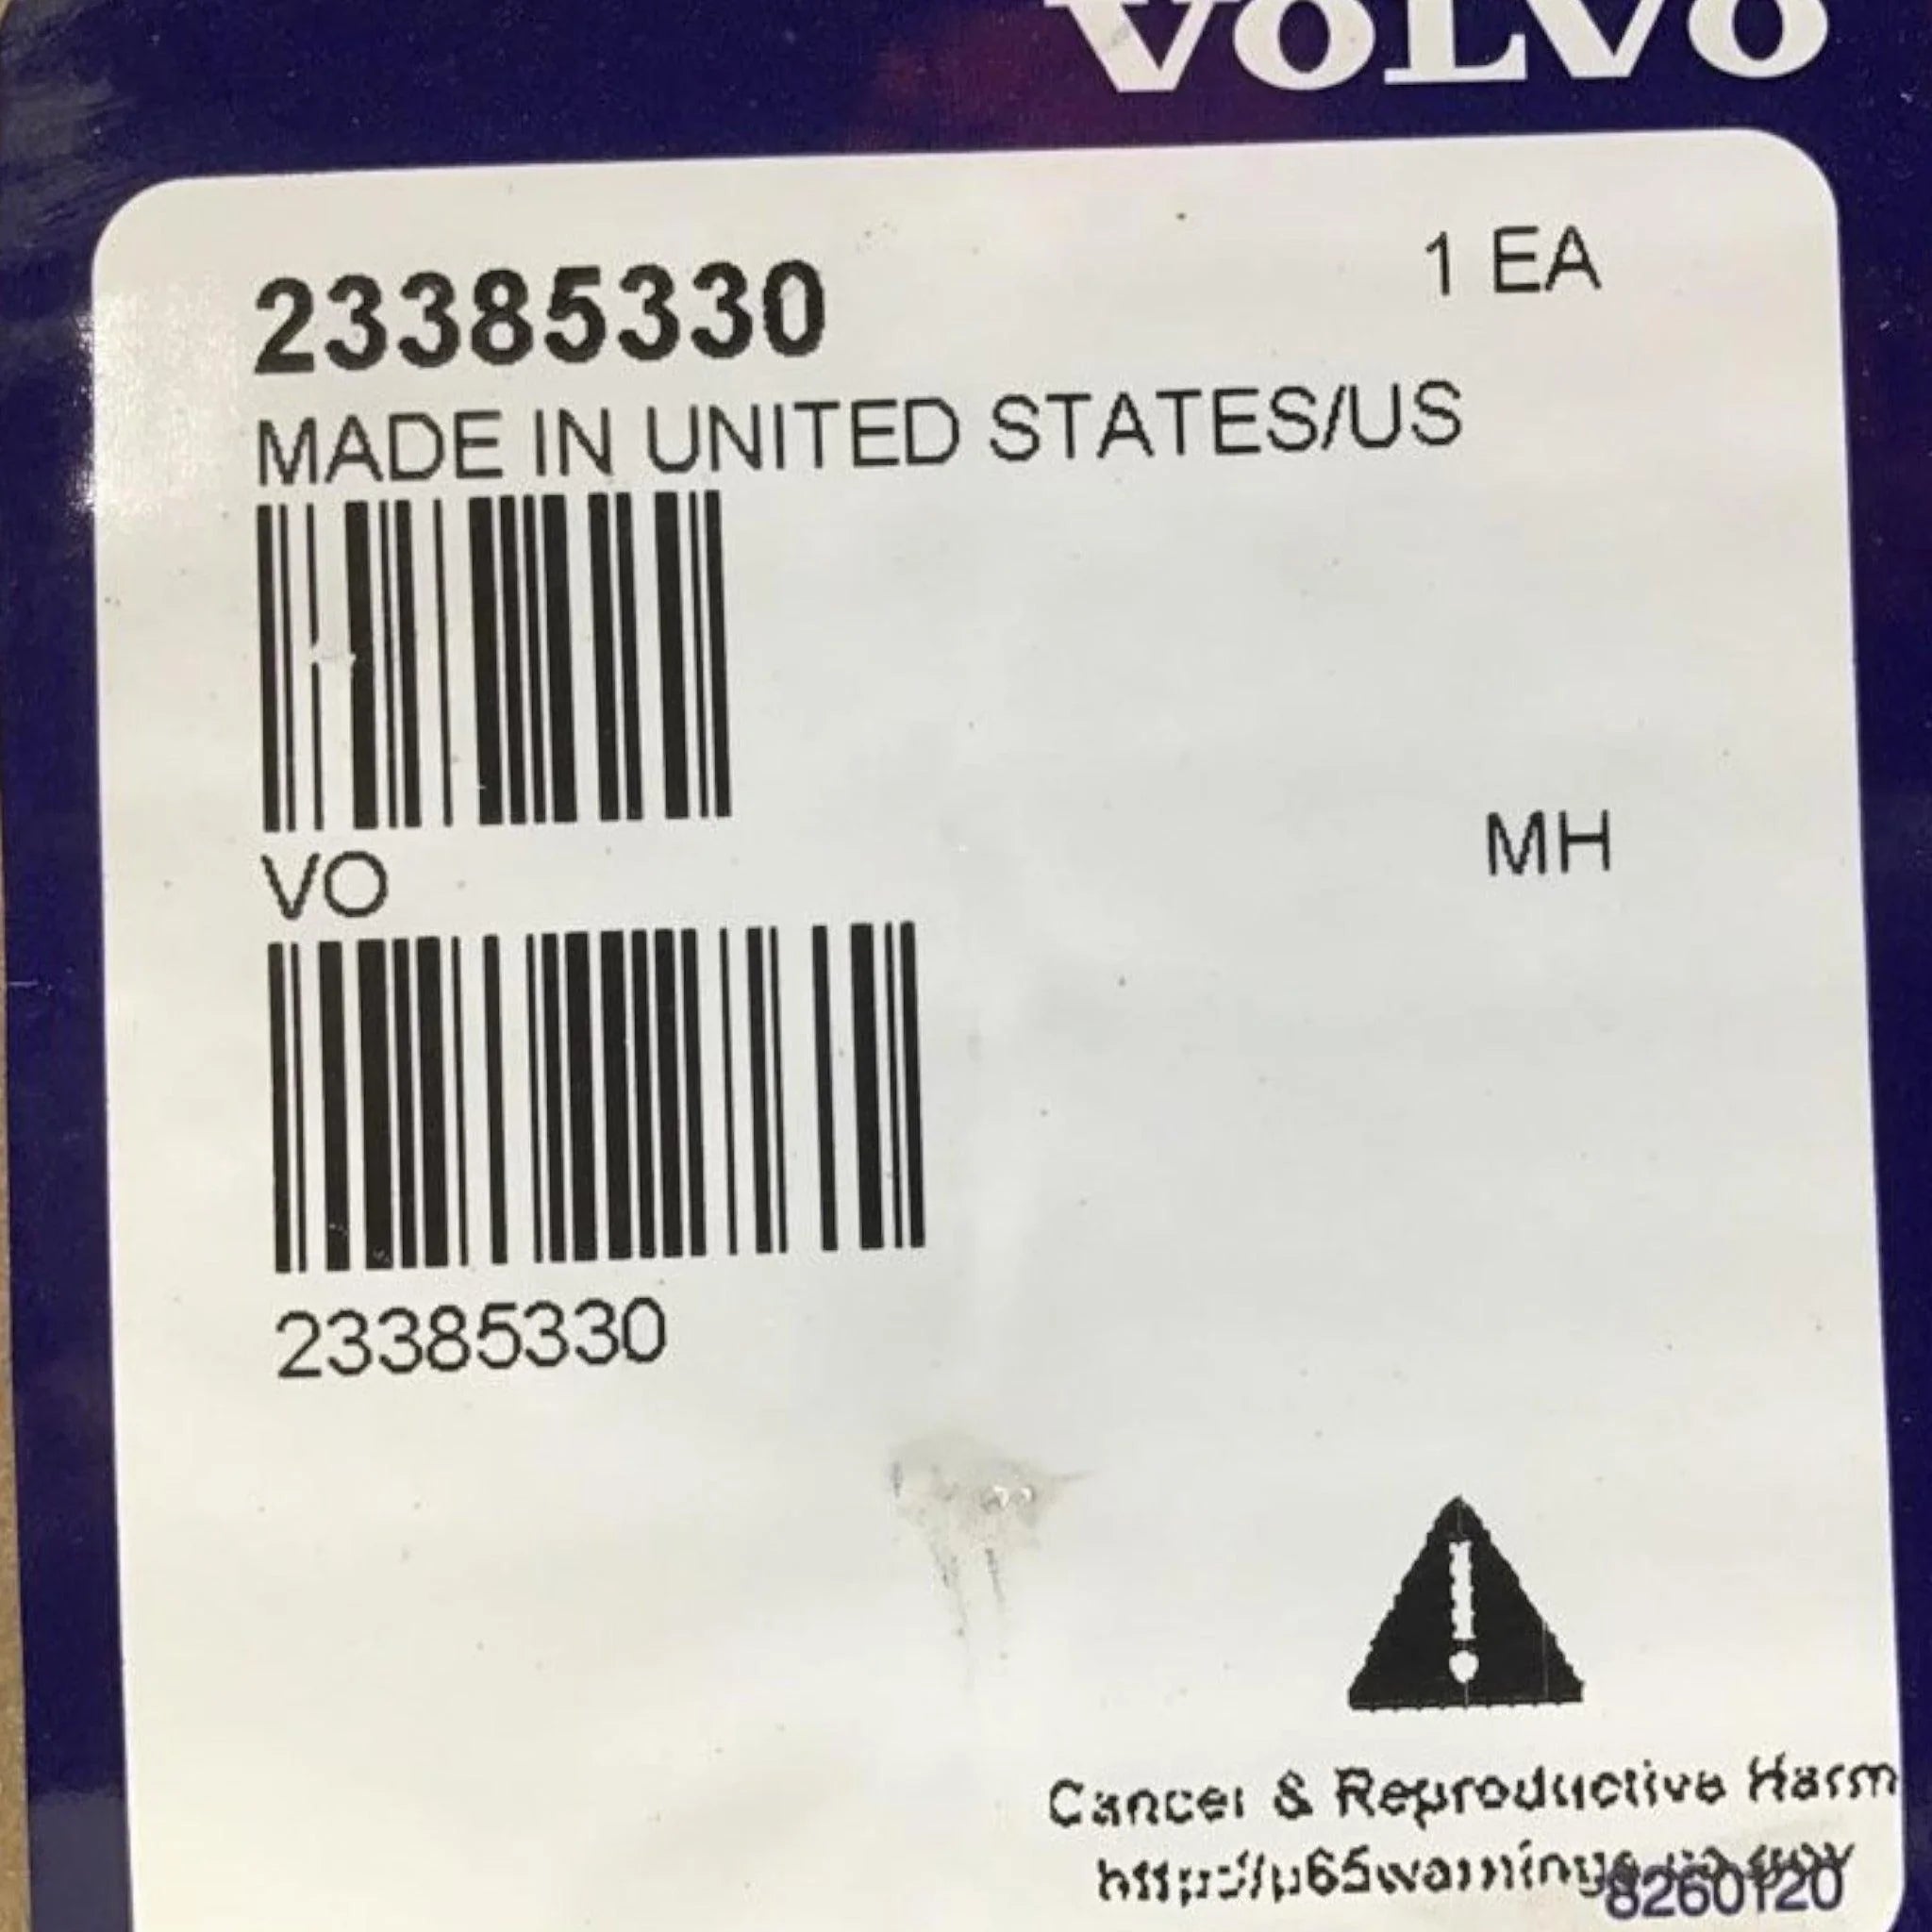 VOLVO
23385330
1 EA
MADE IN UNITED STATES/US
VO
MH
23385330
Cancer & Reproductive Harm
8260120